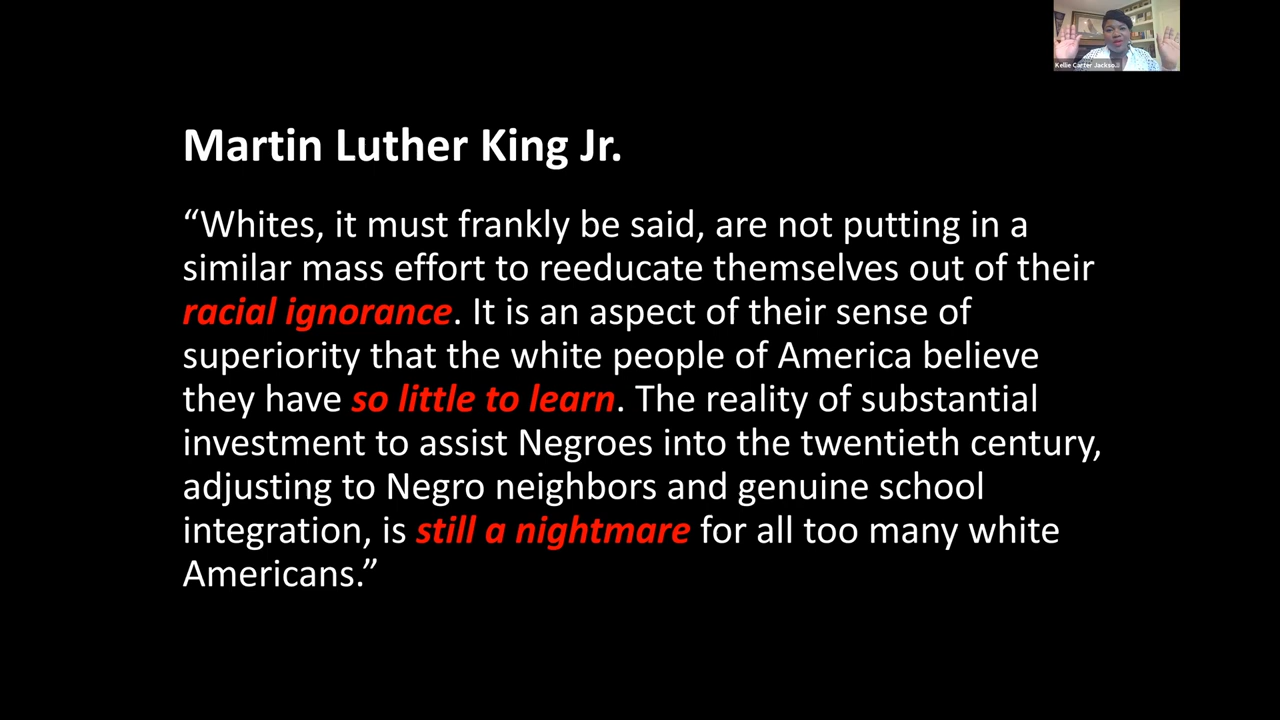 Kellie Carter Jackso...
Martin Luther King Jr.
“Whites, it must frankly be said, are not putting in a
similar mass effort to reeducate themselves out of their
racial ignorance. It is an aspect of their sense of
superiority that the white people of America believe
they have so little to learn. The reality of substantial
investment to assist Negroes into the twentieth century,
adjusting to Negro neighbors and genuine school
integration, is still a nightmare for all too many white
Americans.”